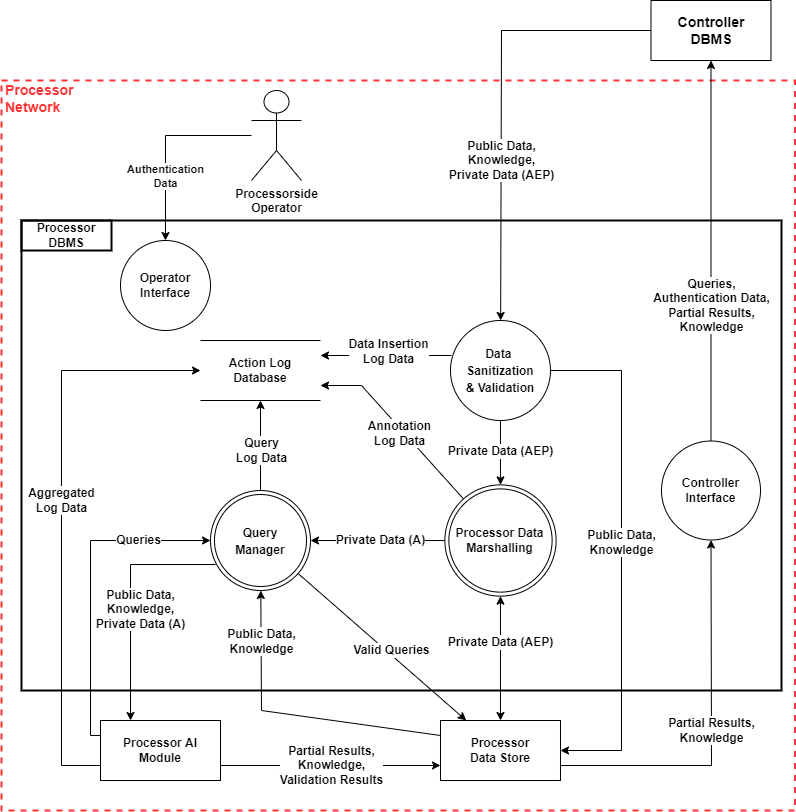 Controller
DBMS
Processor
Network
Public Data,
Knowledge,
Private Data (AEP)
Authentication
Data
Processorside
Operator
Processor
DBMS
Operator
Interface
Queries,
Authentication Data,
Partial Results,
Knowledge
Data Insertion
Log Data
Data
Sanitization
& Validation
Action Log
Database
Annotation
Log Data
Query
Log Data
Private Data (AEP)
Aggregated
Log Data
Controller
Interface
Queries
Query
Manager
Private Data (A)
Processor Data
Marshalling
Public Data,
Knowledge
Public Data,
Knowledge,
Private Data (A)
Public Data,
Knowledge
Valid Queries
Private Data (AEP)
Partial Results,
Knowledge
Processor AI
Module
Partial Results,
Knowledge,
Validation Results
Processor
Data Store